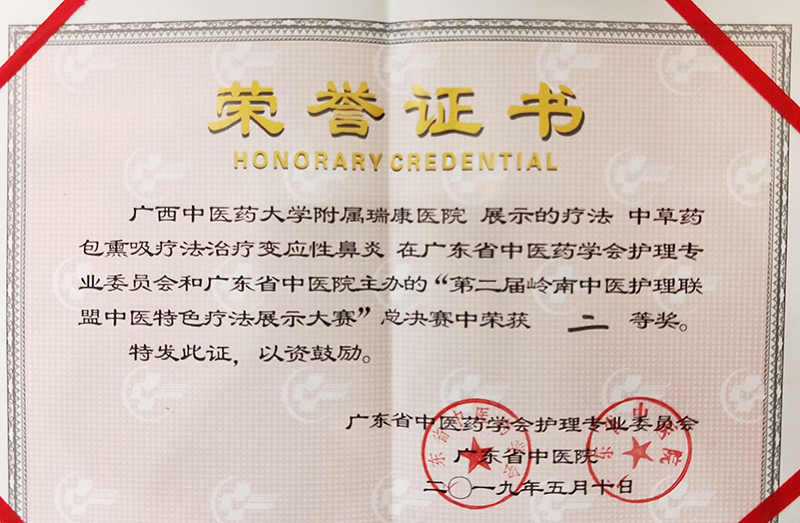 荣誉证书
HONORARY CREDENTIAL
广西中医药大学附属瑞康医院 展示的疗法 中草药
包熏吸疗法治疗变应性鼻炎 在广东省中医药学会护理专
业委员会和广东省中医院主办的“第二届岭南中医护理联
盟中医特色疗法展示大赛”总决赛中荣获 二 等奖。
特发此证，以资鼓励。
广东省中医药学会护理专业委员会
广东省中医院
二〇一九年五月十日